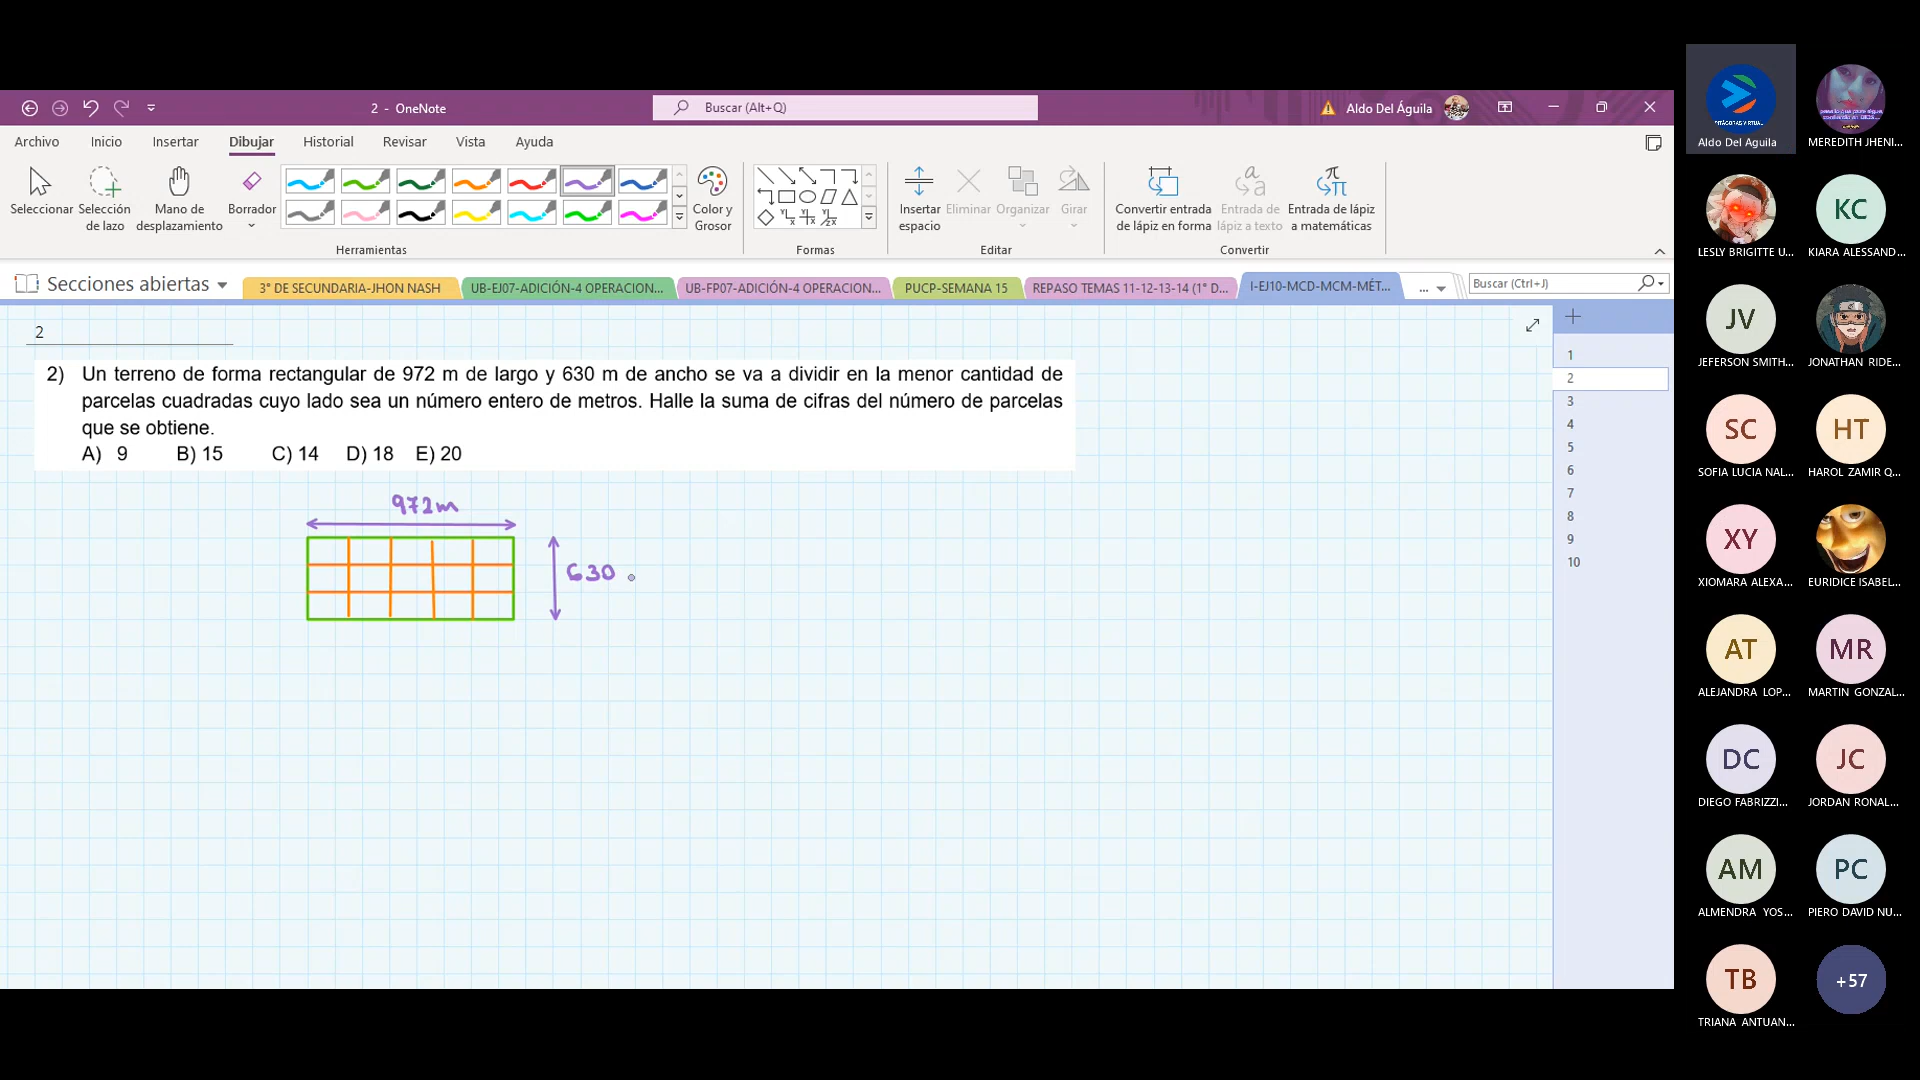 2 - OneNote
Buscar (Alt+Q)
Aldo Del Águila
Archivo Inicio Insertar Dibujar Historial Revisar Vista Ayuda
Seleccionar
Selección de lazo
Mano de desplazamiento
Borrador
Color y Grosor
Insertar espacio
Eliminar
Organizar
Girar
Convertir entrada de lápiz en forma
Entrada de lápiz a texto
Entrada de lápiz a matemáticas
Herramientas
Formas
Editar
Convertir
Secciones abiertas
3° DE SECUNDARIA-JHON NASH
UB-EJ07-ADICIÓN-4 OPERACION...
UB-FP07-ADICIÓN-4 OPERACION...
PUCP-SEMANA 15
REPASO TEMAS 11-12-13-14 (1° D...
I-EJ10-MCD-MCM-MÉT...
...
Buscar (Ctrl+J)
2
2) Un terreno de forma rectangular de 972 m de largo y 630 m de ancho se va a dividir en la menor cantidad de
parcelas cuadradas cuyo lado sea un número entero de metros. Halle la suma de cifras del número de parcelas
que se obtiene.
A) 9 B) 15 C) 14 D) 18 E) 20
972m
630
1
2
3
4
5
6
7
8
9
10
Aldo Del Aguila
MEREDITH JHENI...
LESLY BRIGITTE U...
KC
KIARA ALESSAND...
JV
JEFERSON SMITH...
JONATHAN RIDE...
SC
SOFIA LUCIA NAL...
HT
HAROL ZAMIR Q...
XY
XIOMARA ALEXA...
EURIDICE ISABEL...
AT
ALEJANDRA LOP...
MR
MARTIN GONZAL...
DC
DIEGO FABRIZZI...
JC
JORDAN RONAL...
AM
ALMENDRA YOS...
PC
PIERO DAVID NU...
TB
TRIANA ANTUAN...
+57